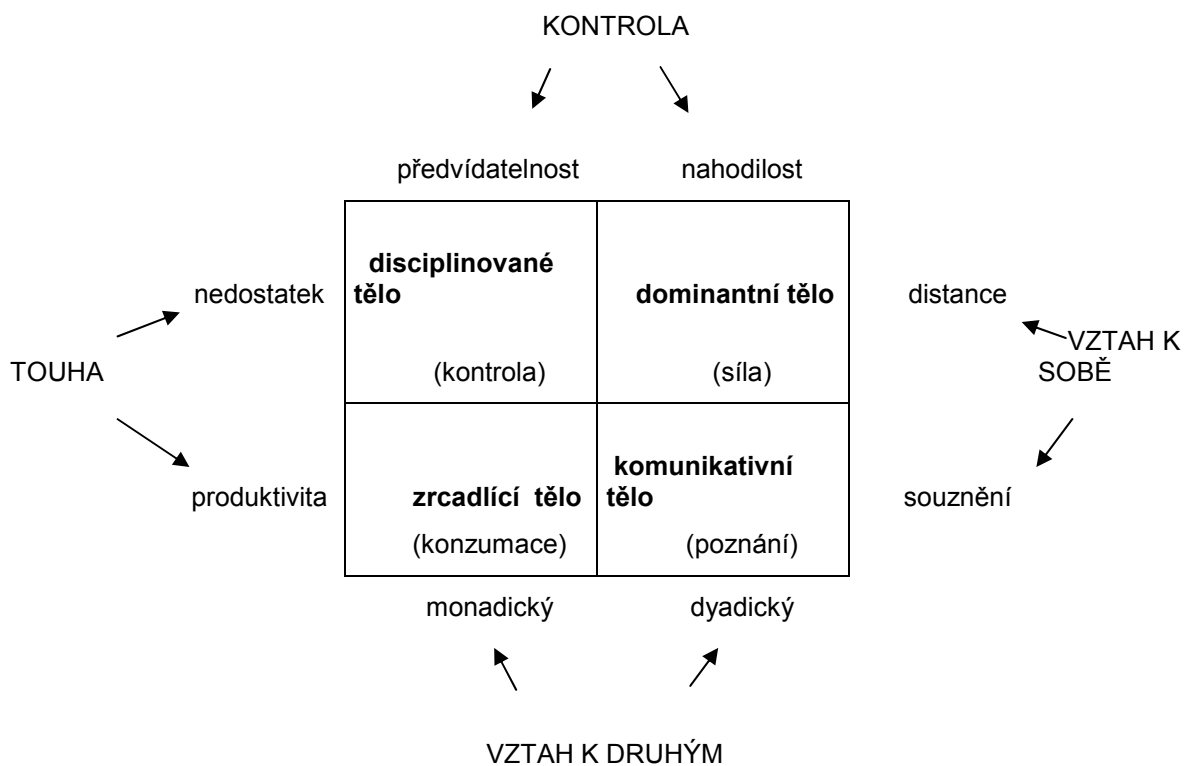 KONTROLA
předvídatelnost nahodilost
disciplinované
nedostatek tělo dominantní tělo distance
VZTAH K
TOUHA (kontrola) (síla) SOBĚ
komunikativní
produktivita zrcadlící tělo tělo souznění
(konzumace) (poznání)
monadický dyadický
VZTAH K DRUHÝM